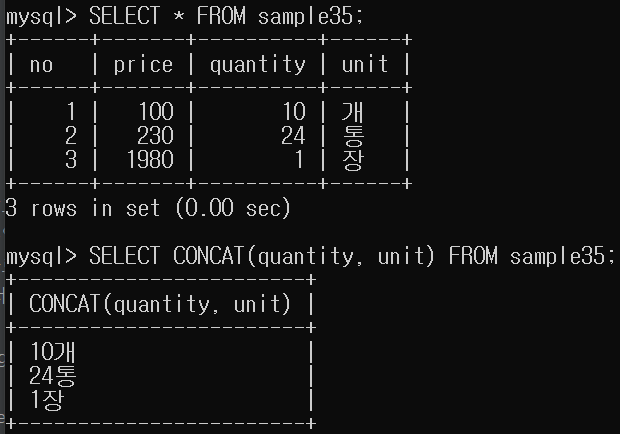 mysql> SELECT * FROM sample35;
+------+-------+----------+------+
| no   | price | quantity | unit |
+------+-------+----------+------+
|    1 |   100 |       10 | 개   |
|    2 |   230 |       24 | 통   |
|    3 |  1980 |        1 | 장   |
+------+-------+----------+------+
3 rows in set (0.00 sec)
mysql> SELECT CONCAT(quantity, unit) FROM sample35;
+------------------------+
| CONCAT(quantity, unit) |
+------------------------+
| 10개                   |
| 24통                   |
| 1장                    |
+------------------------+